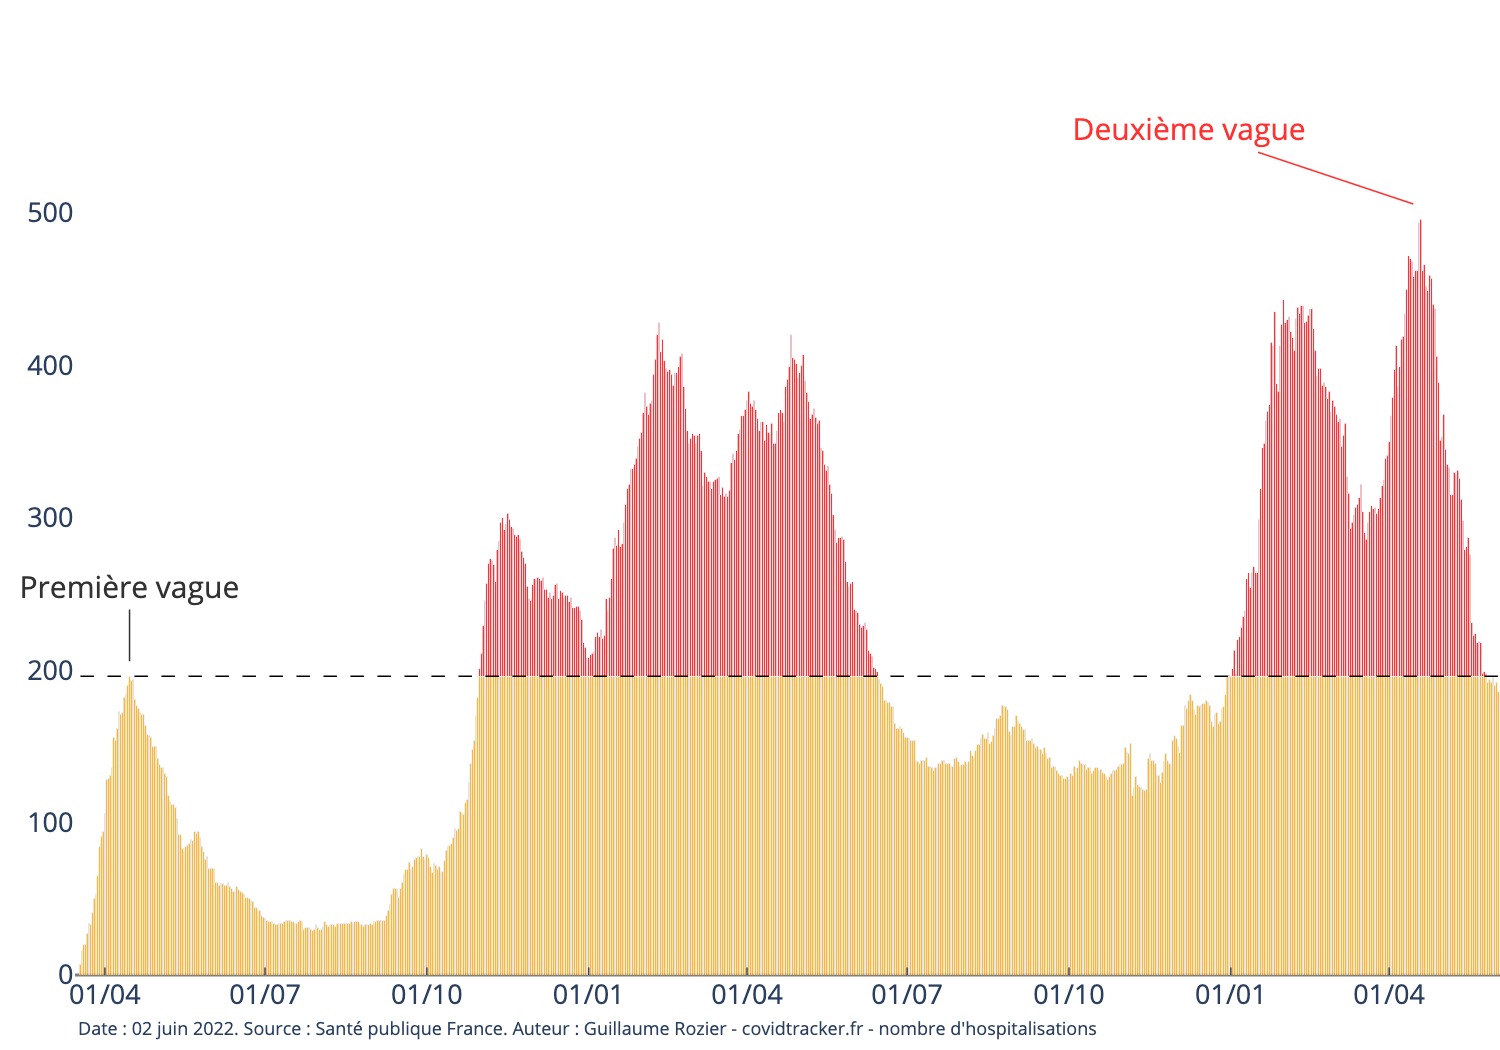 Deuxième vague
500
400
300
Première vague
200
100
0
01/04 01/07 01/10 01/01 01/04 01/07 01/10 01/01 01/04
Date : 02 juin 2022. Source : Santé publique France. Auteur : Guillaume Rozier - covidtracker.fr - nombre d'hospitalisations